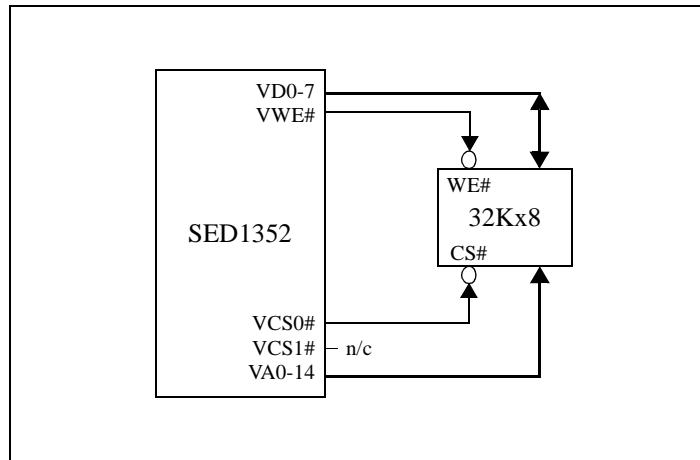 VD0-7
VWE#
WE#
32Kx8
SED1352
CS#
VCS0#
VCS1# n/c
VA0-14